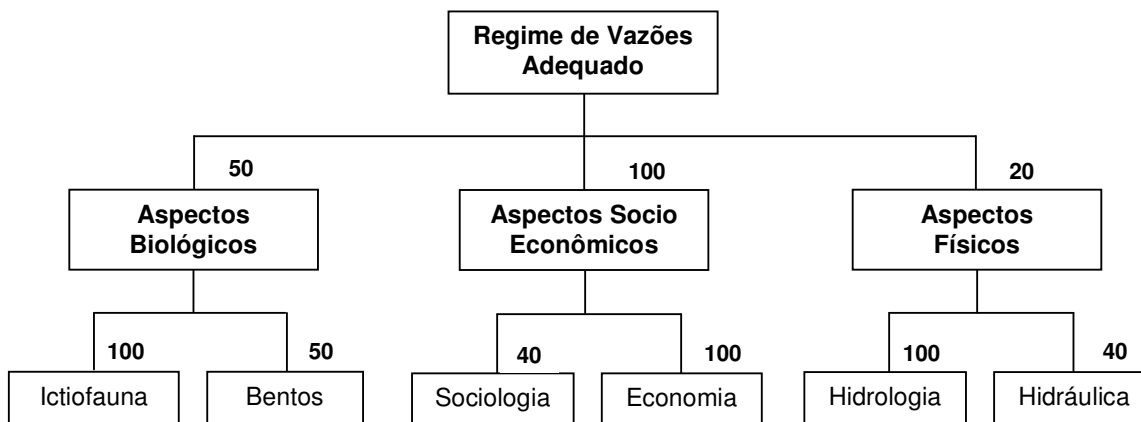 Regime de Vazões
Adequado
50
100
20
Aspectos
Biológicos
Aspectos Socio
Econômicos
Aspectos
Físicos
100
50
40
100
100
40
Ictiofauna
Bentos
Sociologia
Economia
Hidrologia
Hidráulica